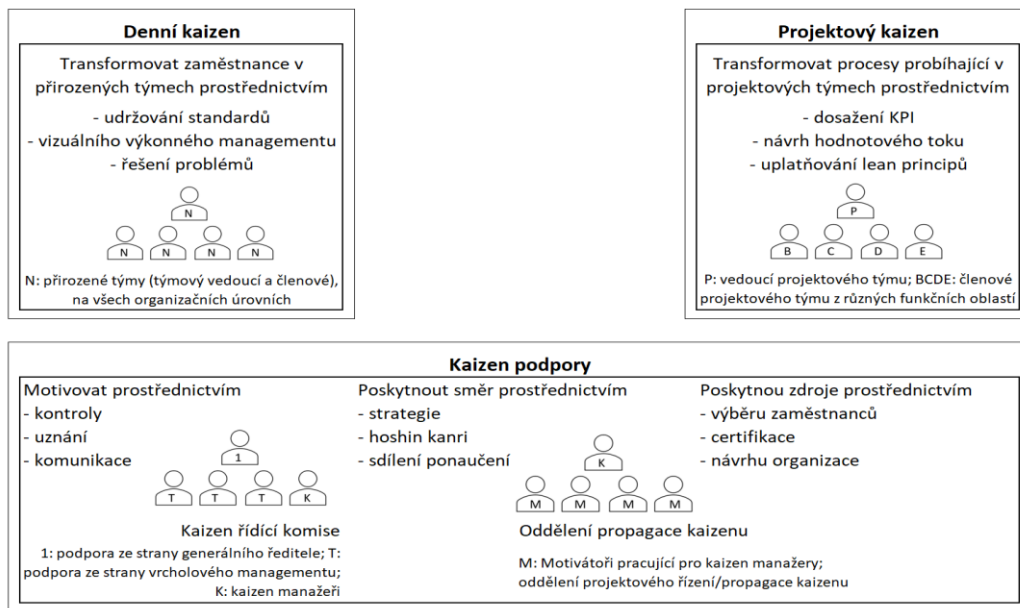 Denní kaizen
Transformovat zaměstnance v
přirozených týmech prostřednictvím
- udržování standardů
- vizuálního výkonného managementu
- řešení problémů
N
N N N N
N: přirozené týmy (týmový vedoucí a členové),
na všech organizačních úrovních
Projektový kaizen
Transformovat procesy probíhající v
projektových týmech prostřednictvím
- dosažení KPI
- návrh hodnotového toku
- uplatňování lean principů
P
B C D E
P: vedoucí projektového týmu; BCDE: členové
projektového týmu z různých funkčních oblastí
Kaizen podpory
Motivovat prostřednictvím
- kontroly
- uznání
- komunikace
1
T T T K
Kaizen řídící komise
1: podpora ze strany generálního ředitele; T:
podpora ze strany vrcholového managementu;
K: kaizen manažeři
Poskytnout směr prostřednictvím
- strategie
- hoshin kanri
- sdílení ponaučení
K
M M M M
Oddělení propagace kaizenu
M: Motivátoři pracující pro kaizen manažery;
oddělení projektového řízení/propagace kaizenu
Poskytnou zdroje prostřednictvím
- výběru zaměstnanců
- certifikace
- návrhu organizace